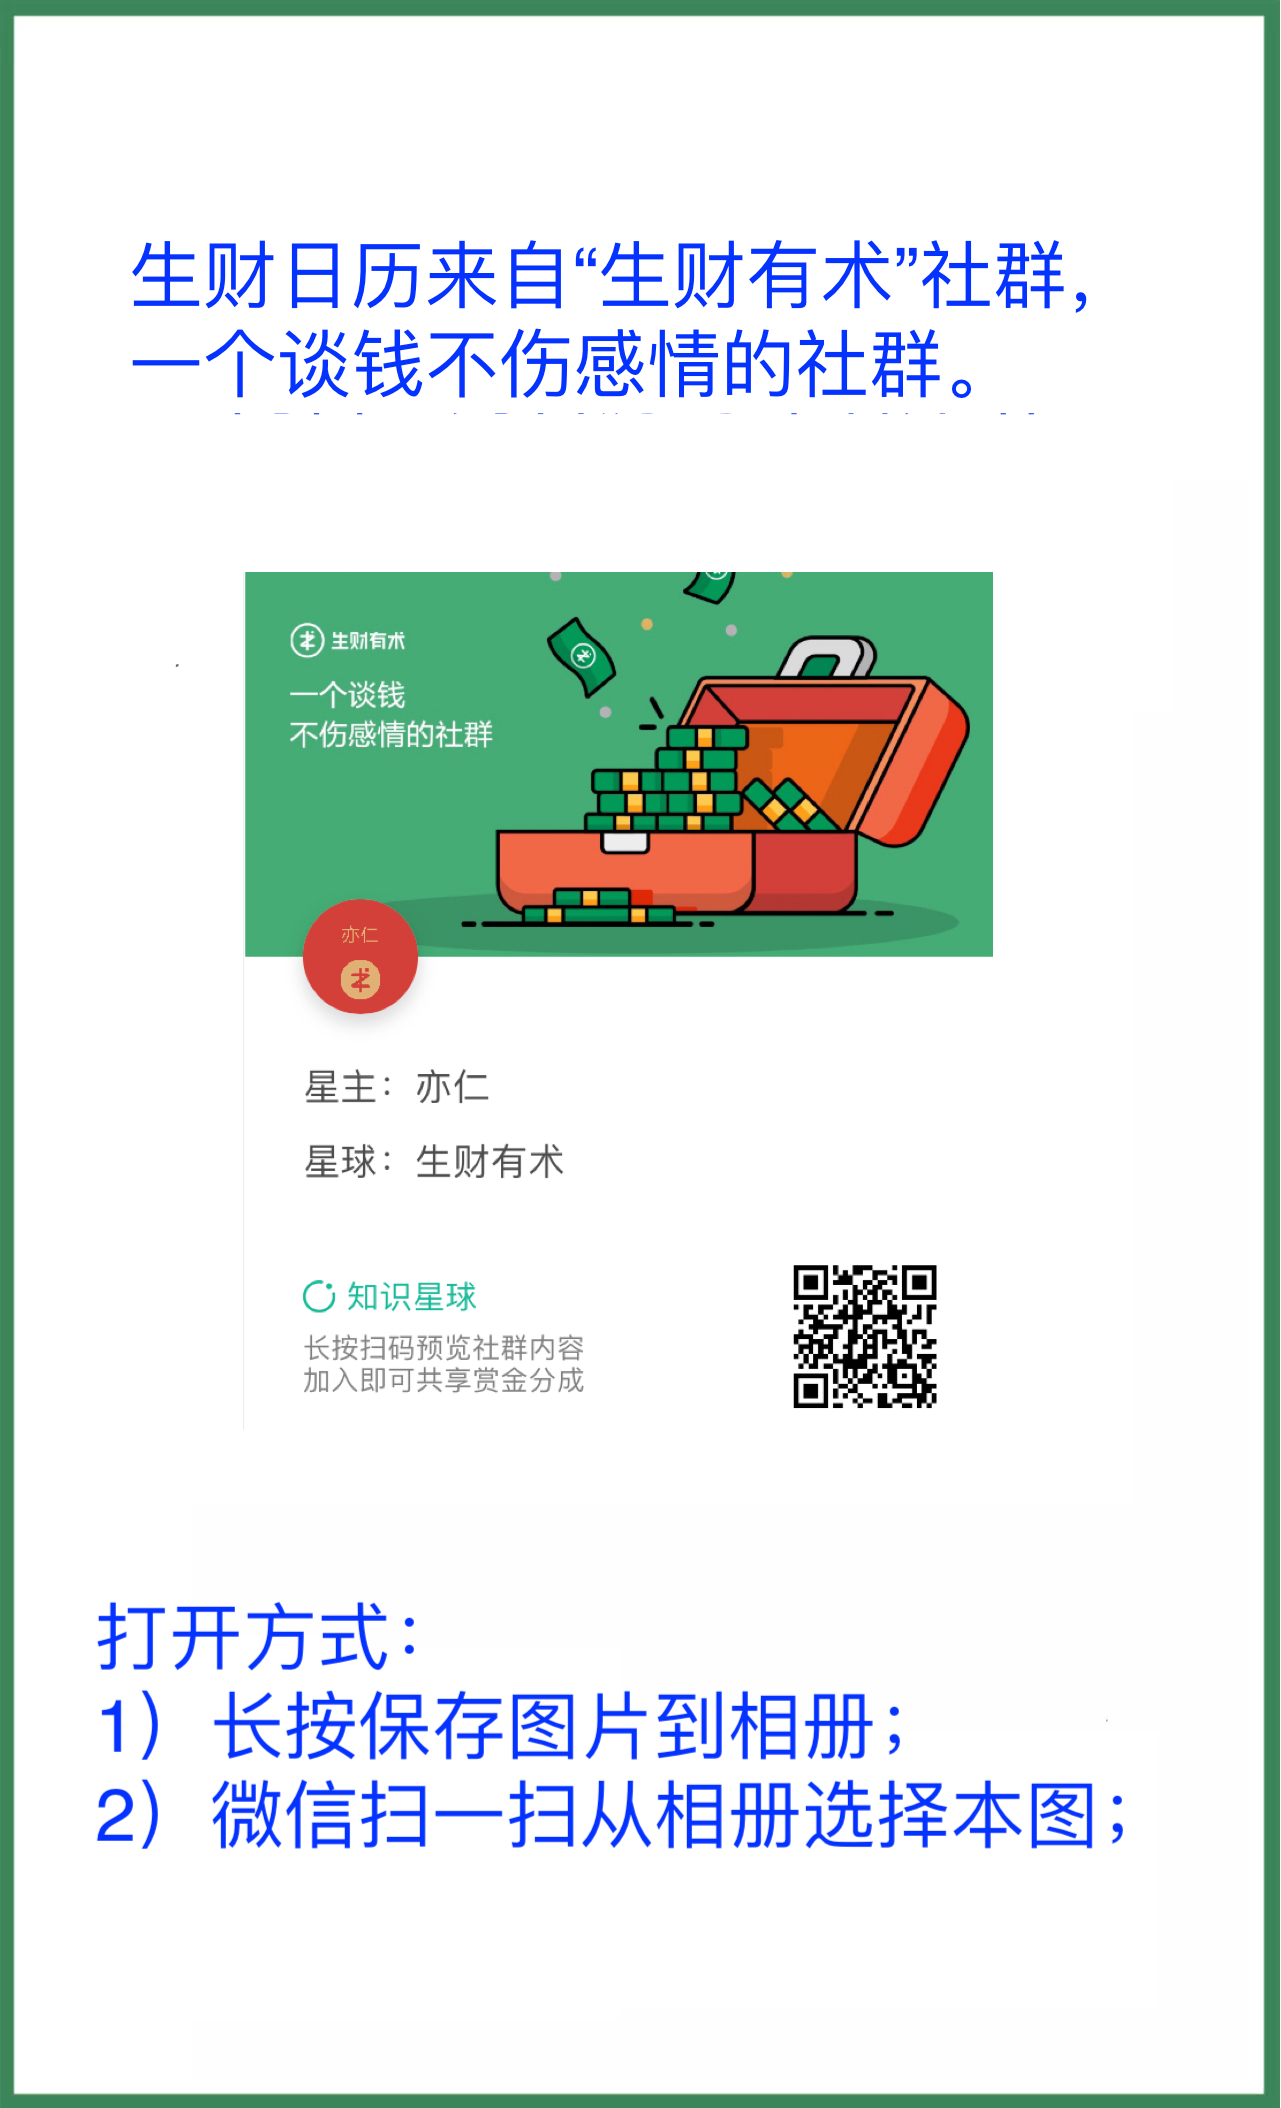 生财日历来自“生财有术”社群，
一个谈钱不伤感情的社群。
生财有术
一个谈钱
不伤感情的社群
亦仁
星主：亦仁
星球：生财有术
知识星球
长按扫码预览社群内容
加入即可共享赏金分成
打开方式：
1）长按保存图片到相册；
2）微信扫一扫从相册选择本图；